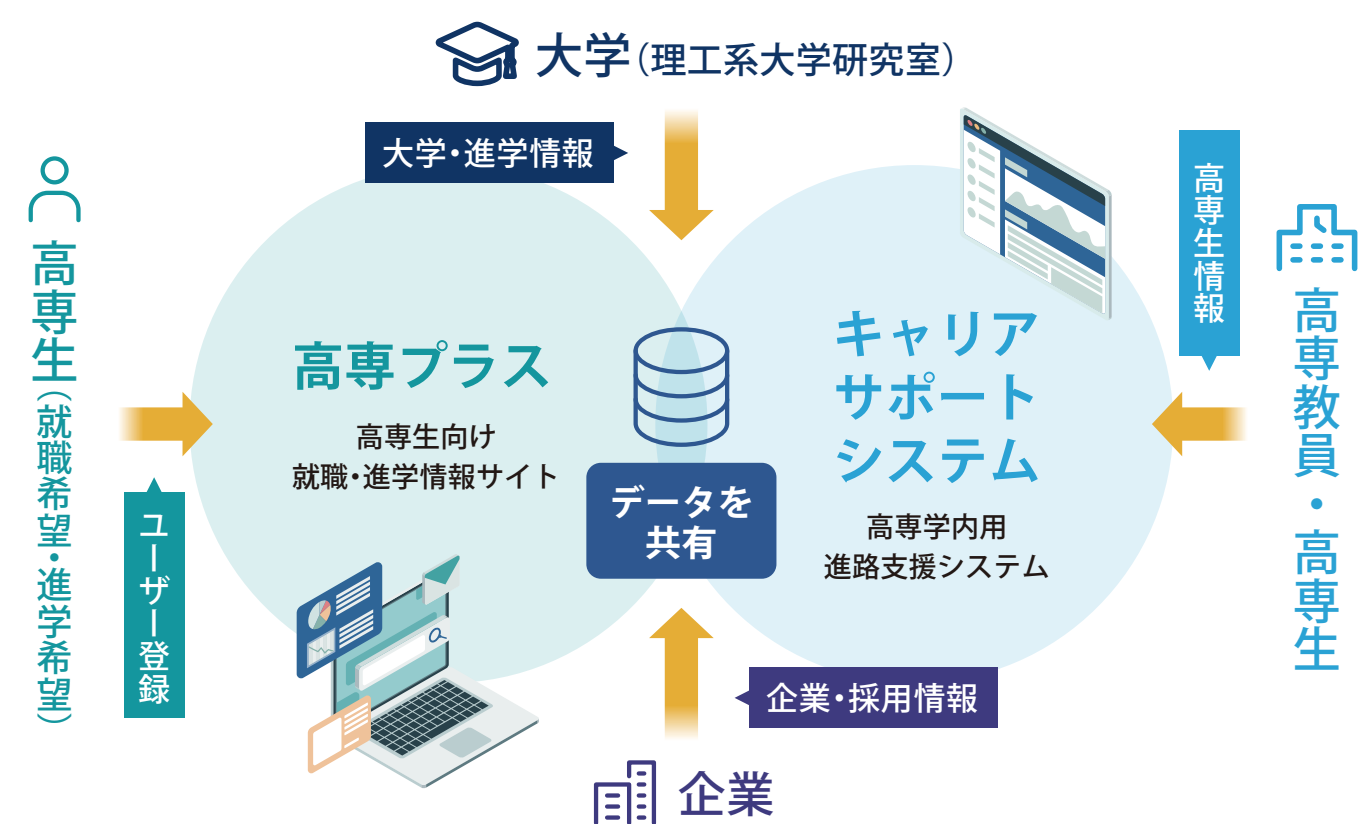 大学（理工系大学研究室）
大学・進学情報
高専生（就職希望・進学希望）
ユーザー登録
高専プラス
高専生向け
就職・進学情報サイト
データを
共有
キャリア
サポート
システム
高専学内用
進路支援システム
高専生情報
高専教員・高専生
企業・採用情報
企業